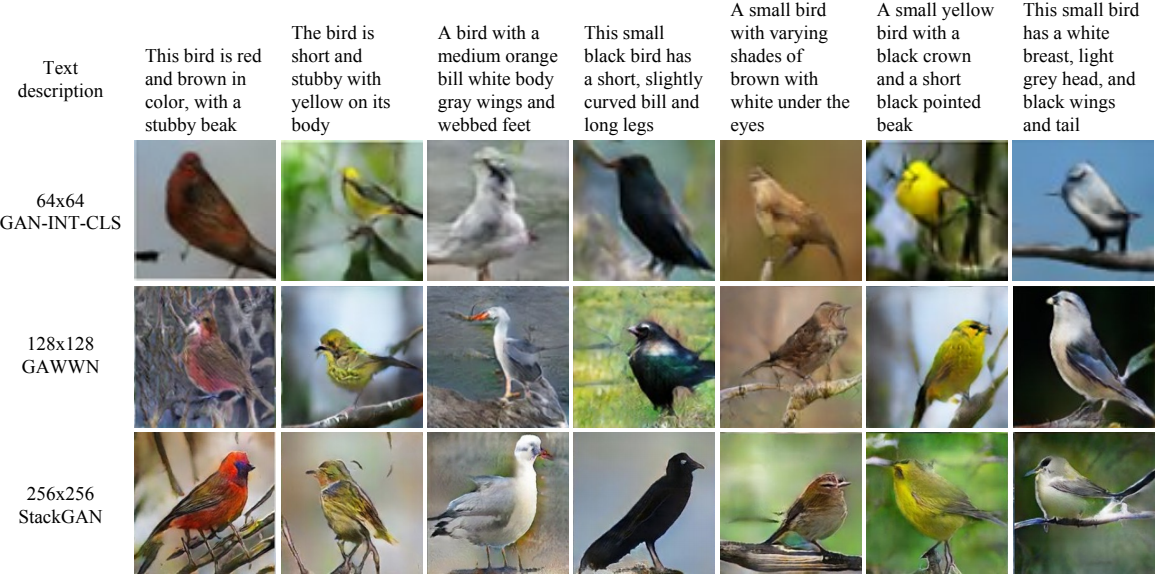 Text
description
This bird is red
and brown in
color, with a
stubby beak
The bird is
short and
stubby with
yellow on its
body
A bird with a
medium orange
bill white body
gray wings and
webbed feet
This small
black bird has
a short, slightly
curved bill and
long legs
A small bird
with varying
shades of
brown with
white under the
eyes
A small yellow
bird with a
black crown
and a short
black pointed
beak
This small bird
has a white
breast, light
grey head, and
black wings
and tail
64x64
GAN-INT-CLS
128x128
GAWWN
256x256
StackGAN